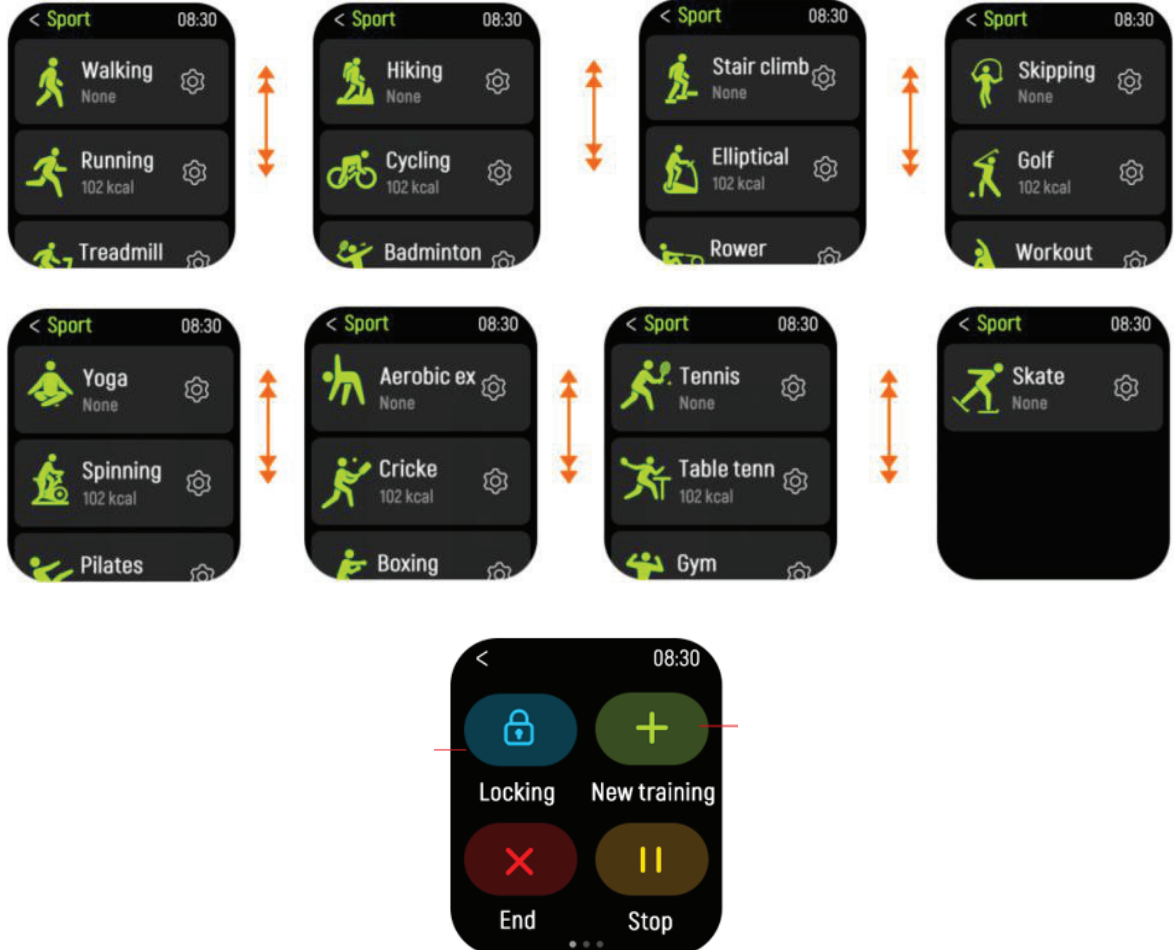 < Sport 08:30
Walking
None
Running
102 kcal
Treadmill
< Sport 08:30
Hiking
None
Cycling
102 kcal
Badminton
< Sport 08:30
Stair climb
None
Elliptical
102 kcal
Rower
< Sport 08:30
Skipping
None
Golf
102 kcal
Workout
< Sport 08:30
Yoga
None
Spinning
102 kcal
Pilates
< Sport 08:30
Aerobic ex
None
Cricke
102 kcal
Boxing
< Sport 08:30
Tennis
None
Table tenn
102 kcal
Gym
< Sport 08:30
Skate
None
< 08:30
Locking New training
End Stop